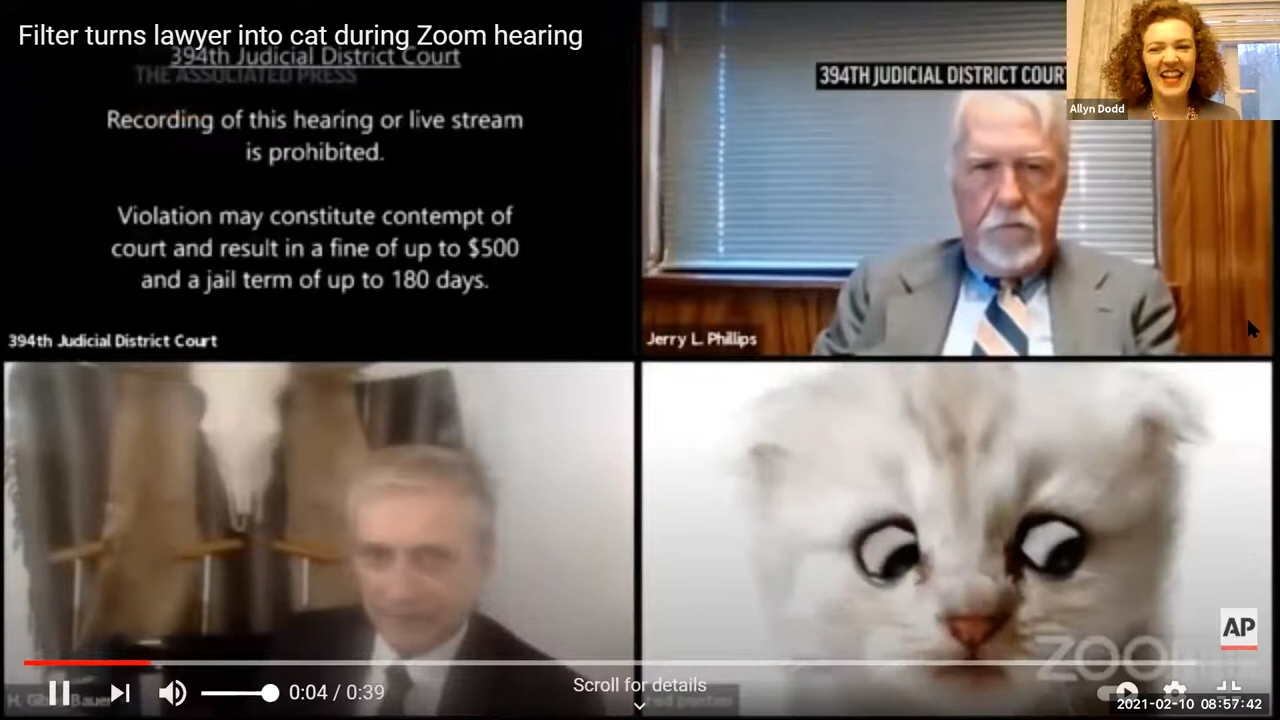 Filter turns lawyer into cat during Zoom hearing
394th Judicial District Court
THE ASSOCIATED PRESS
Recording of this hearing or live stream
is prohibited.
Violation may constitute contempt of
court and result in a fine of up to $500
and a jail term of up to 180 days.
394th Judicial District Court
394TH JUDICIAL DISTRICT COUR
Allyn Dodd
Jerry L. Phillips
AP
zoom
0:04 / 0:39
Scroll for details
2021-02-10 08:57:42